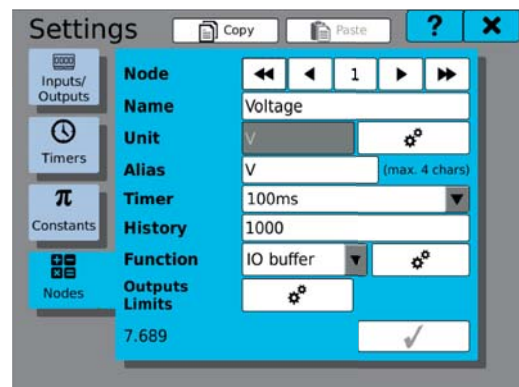 Settings
Copy
Paste
?
Inputs/
Outputs
Timers
π
Constants
Nodes
Node 1
Name Voltage
Unit V
Alias V (max. 4 chars)
Timer 100ms
History 1000
Function IO buffer
Outputs
Limits
7.689